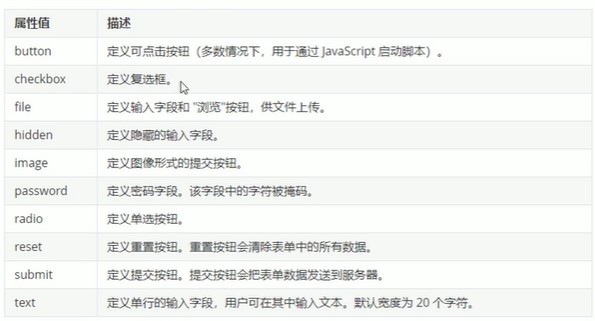 属性值 描述
button 定义可点击按钮（多数情况下，用于通过 JavaScript 启动脚本）。
checkbox 定义复选框。
file 定义输入字段和 "浏览"按钮，供文件上传。
hidden 定义隐藏的输入字段。
image 定义图像形式的提交按钮。
password 定义密码字段。该字段中的字符被掩码。
radio 定义单选按钮。
reset 定义重置按钮。重置按钮会清除表单中的所有数据。
submit 定义提交按钮。提交按钮会把表单数据发送到服务器。
text 定义单行的输入字段，用户可在其中输入文本。默认宽度为 20 个字符。